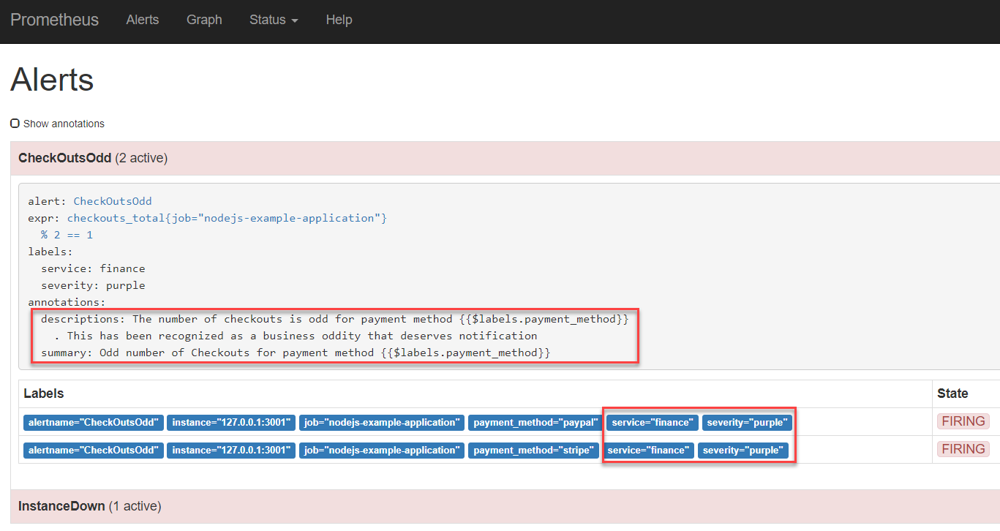 Prometheus Alerts Graph Status Help
Alerts
Show annotations
CheckOutsOdd (2 active)
alert: CheckOutsOdd
expr: checkouts_total{job="nodejs-example-application"}
% 2 == 1
labels:
service: finance
severity: purple
annotations:
descriptions: The number of checkouts is odd for payment method {{$labels.payment_method}}
. This has been recognized as a business oddity that deserves notification
summary: Odd number of Checkouts for payment method {{$labels.payment_method}}
Labels State
alertname="CheckOutsOdd" instance="127.0.0.1:3001" job="nodejs-example-application" payment_method="paypal" service="finance" severity="purple" FIRING
alertname="CheckOutsOdd" instance="127.0.0.1:3001" job="nodejs-example-application" payment_method="stripe" service="finance" severity="purple" FIRING
InstanceDown (1 active)